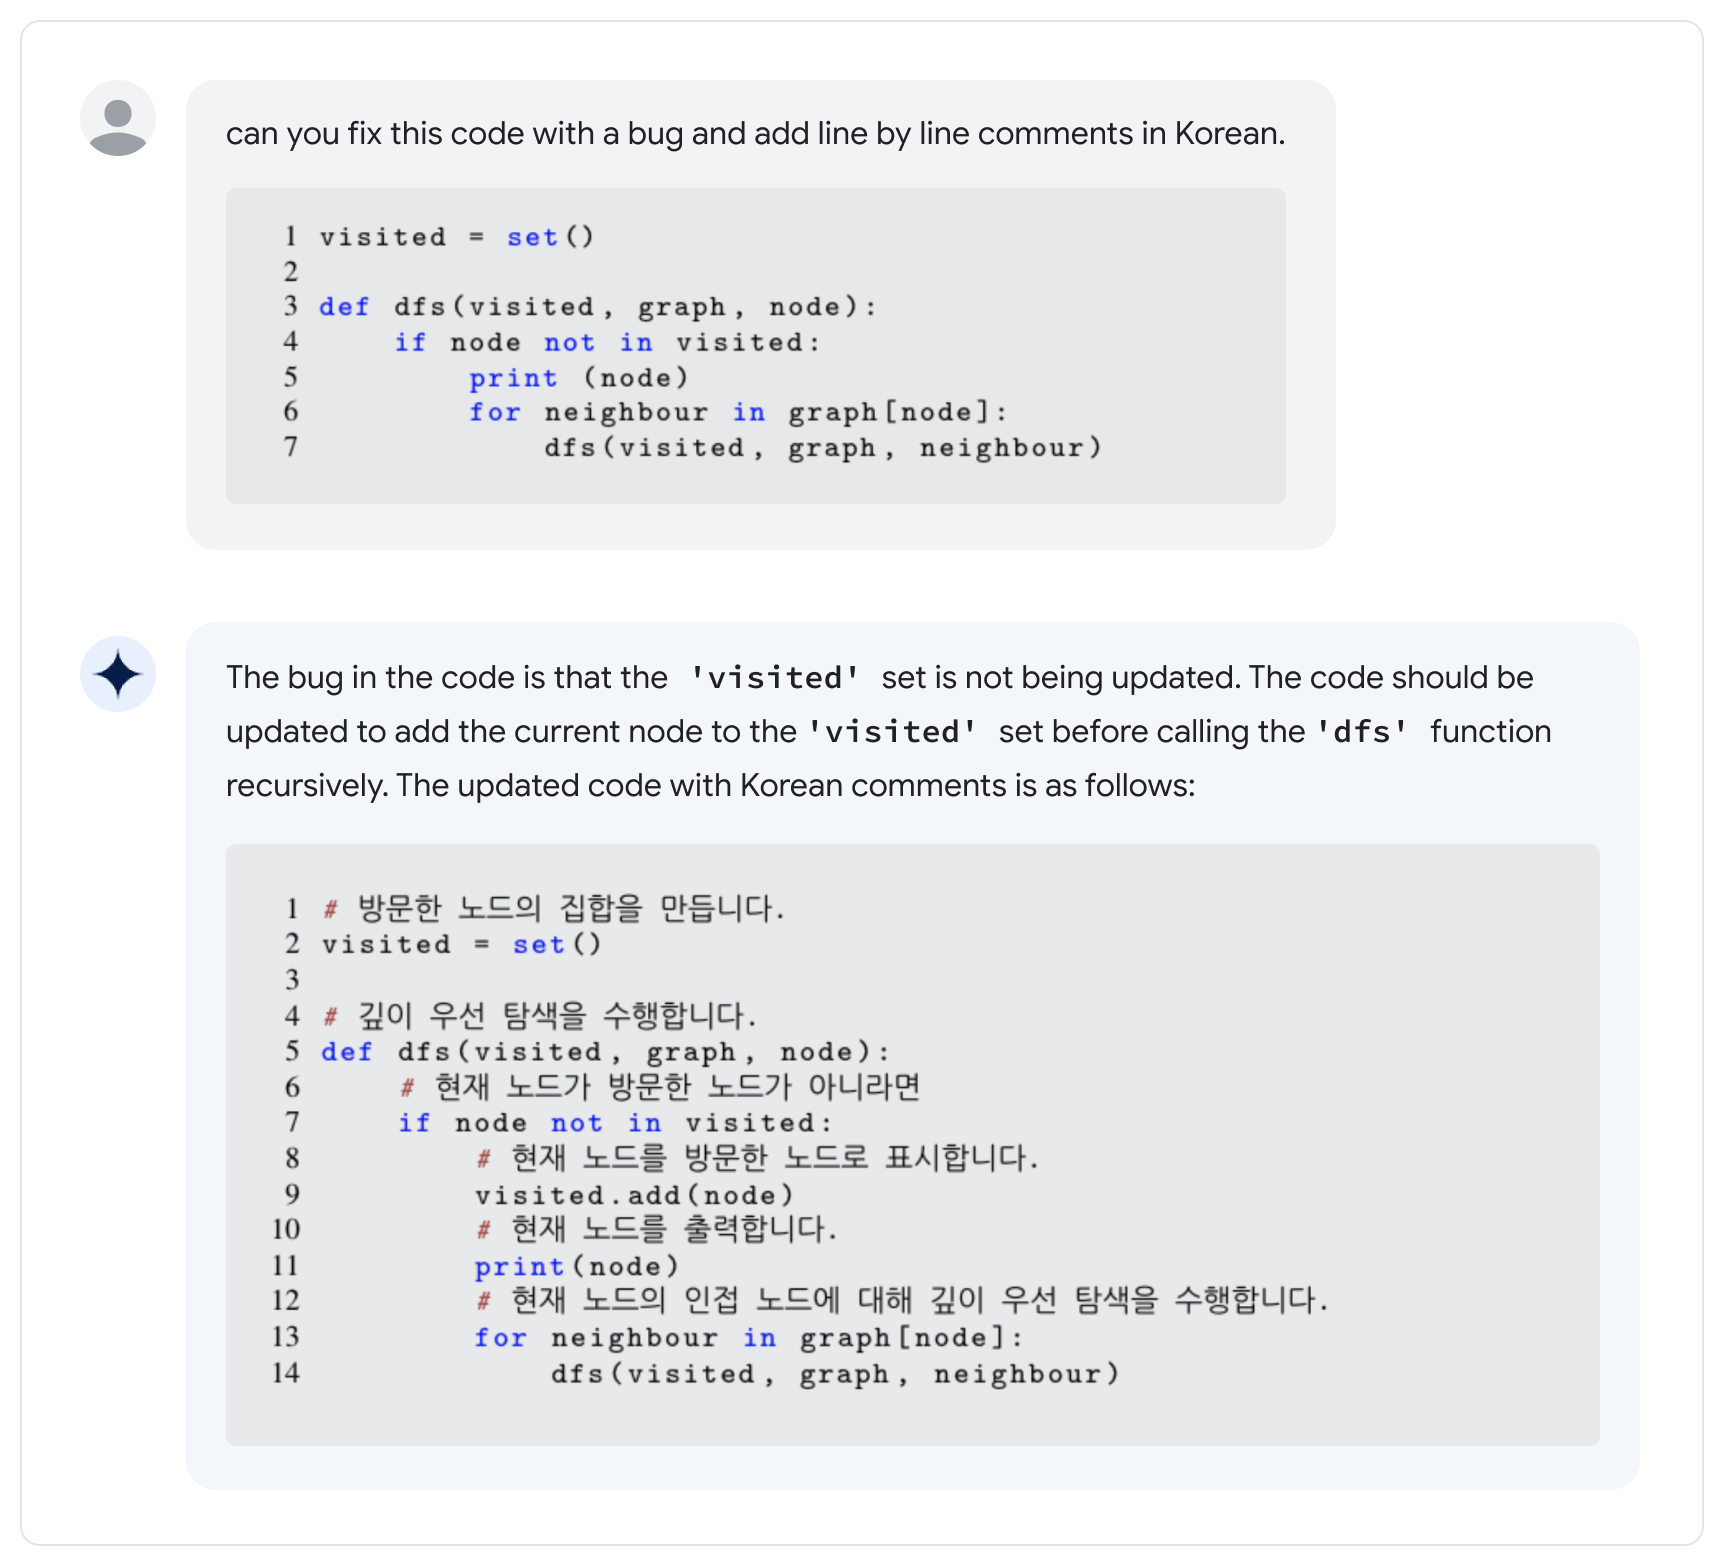 can you fix this code with a bug and add line by line comments in Korean.
1 visited = set()
2
3 def dfs(visited, graph, node):
4     if node not in visited:
5         print (node)
6         for neighbour in graph[node]:
7             dfs(visited, graph, neighbour)
The bug in the code is that the 'visited' set is not being updated. The code should be
updated to add the current node to the 'visited' set before calling the 'dfs' function
recursively. The updated code with Korean comments is as follows:
1 # 방문한 노드의 집합을 만듭니다.
2 visited = set()
3
4 # 깊이 우선 탐색을 수행합니다.
5 def dfs(visited, graph, node):
6     # 현재 노드가 방문한 노드가 아니라면
7     if node not in visited:
8         # 현재 노드를 방문한 노드로 표시합니다.
9         visited.add(node)
10         # 현재 노드를 출력합니다.
11         print(node)
12         # 현재 노드의 인접 노드에 대해 깊이 우선 탐색을 수행합니다.
13         for neighbour in graph[node]:
14             dfs(visited, graph, neighbour)